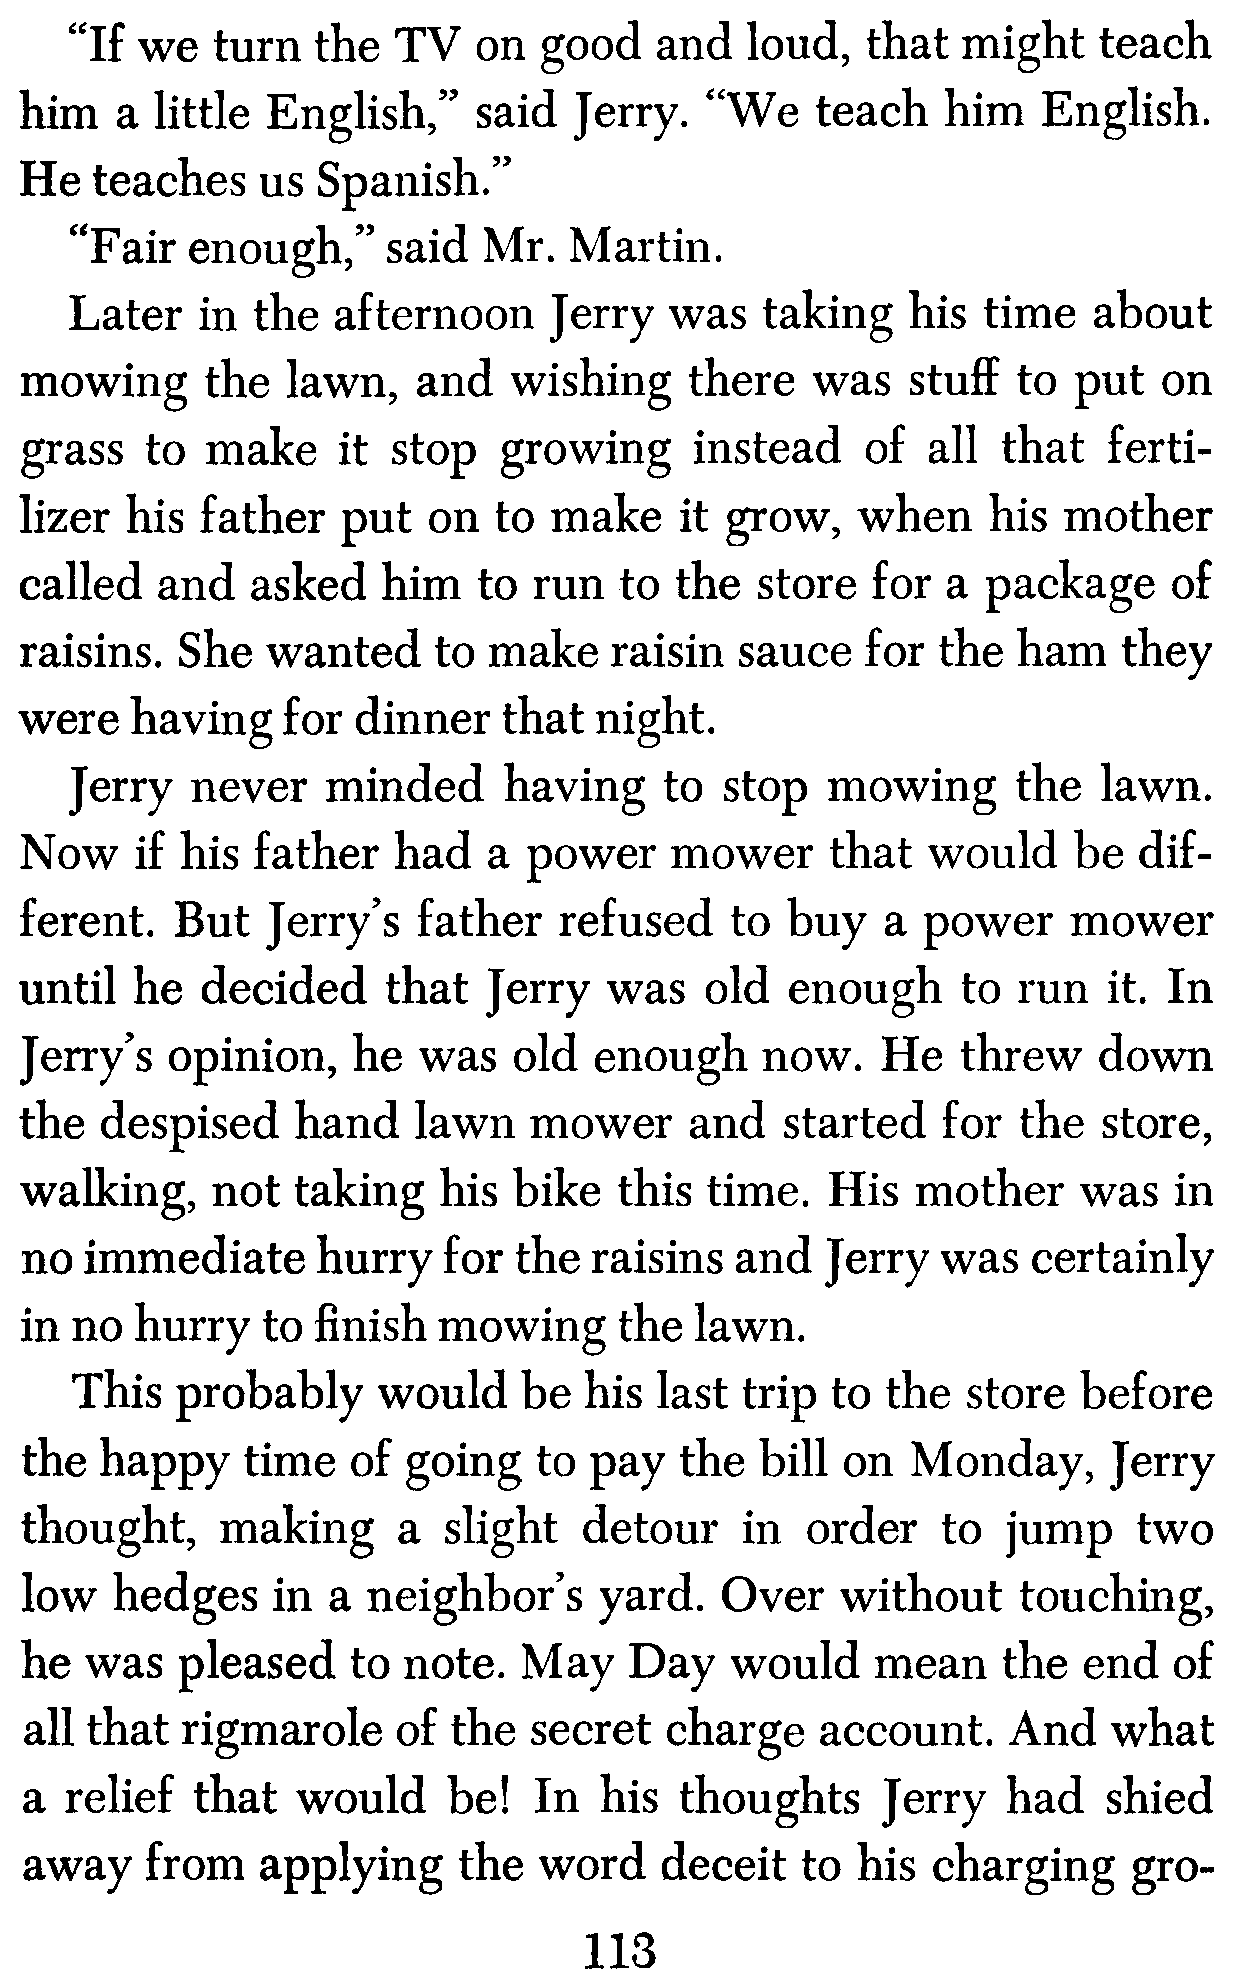 “If we turn the TV on good and loud, that might teach
him a little English,” said Jerry. “We teach him English.
He teaches us Spanish.”
“Fair enough,” said Mr. Martin.
Later in the afternoon Jerry was taking his time about
mowing the lawn, and wishing there was stuff to put on
grass to make it stop growing instead of all that ferti-
lizer his father put on to make it grow, when his mother
called and asked him to run to the store for a package of
raisins. She wanted to make raisin sauce for the ham they
were having for dinner that night.
Jerry never minded having to stop mowing the lawn.
Now if his father had a power mower that would be dif-
ferent. But Jerry’s father refused to buy a power mower
until he decided that Jerry was old enough to run it. In
Jerry’s opinion, he was old enough now. He threw down
the despised hand lawn mower and started for the store,
walking, not taking his bike this time. His mother was in
no immediate hurry for the raisins and Jerry was certainly
in no hurry to finish mowing the lawn.
This probably would be his last trip to the store before
the happy time of going to pay the bill on Monday, Jerry
thought, making a slight detour in order to jump two
low hedges in a neighbor’s yard. Over without touching,
he was pleased to note. May Day would mean the end of
all that rigmarole of the secret charge account. And what
a relief that would be! In his thoughts Jerry had shied
away from applying the word deceit to his charging gro-
113